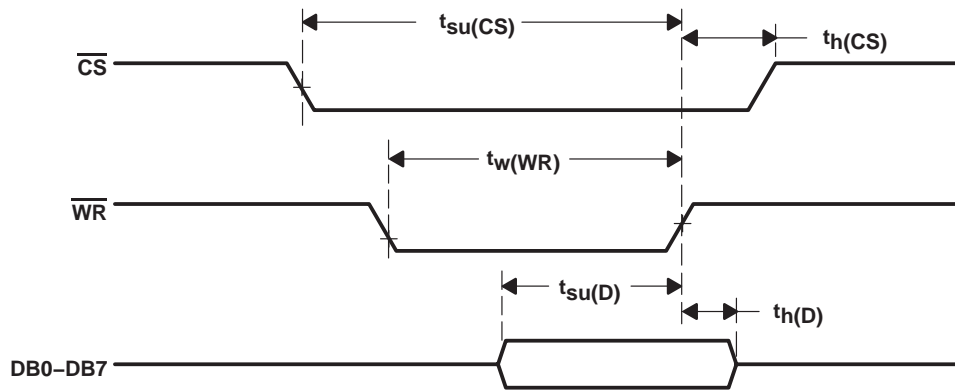 tsu(CS)
th(CS)
CS
tw(WR)
WR
tsu(D)
th(D)
DB0–DB7